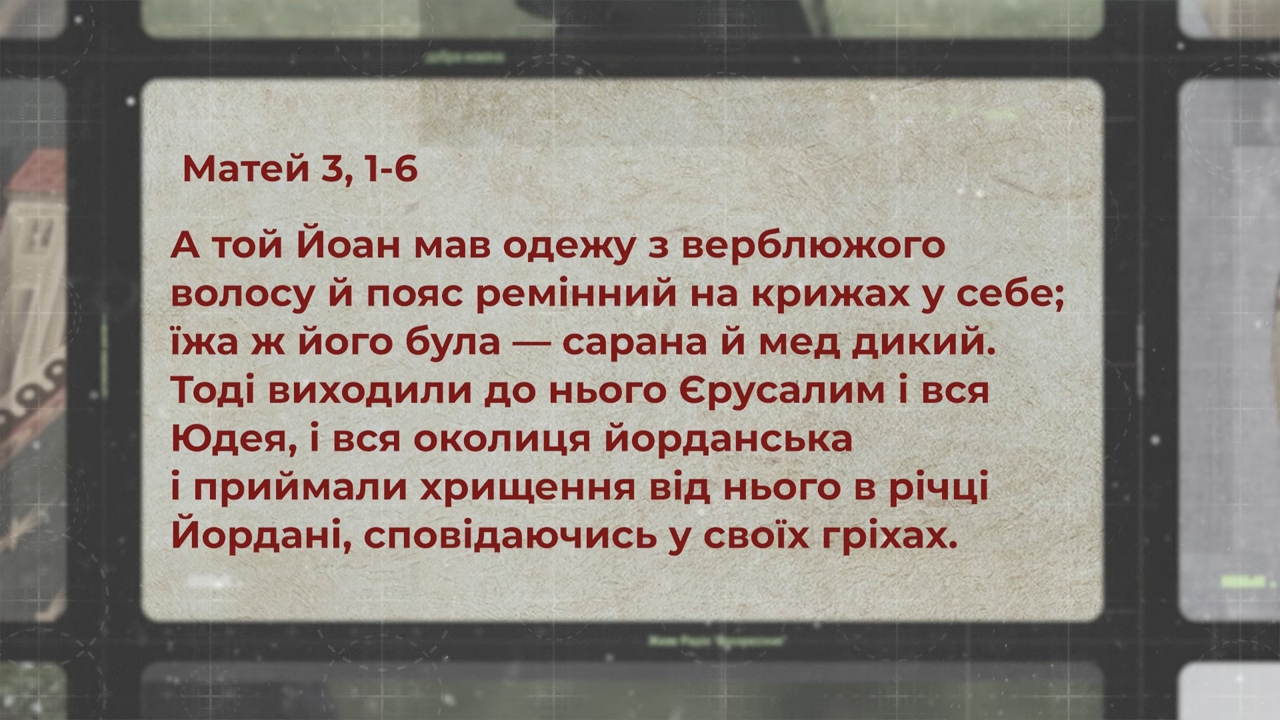 Матей 3, 1-6
А той Йоан мав одежу з верблюжого
волосу й пояс ремінний на крижах у себе;
їжа ж його була — сарана й мед дикий.
Тоді виходили до нього Єрусалим і вся
Юдея, і вся околиця йорданська
і приймали хрищення від нього в річці
Йордані, сповідаючись у своїх гріхах.